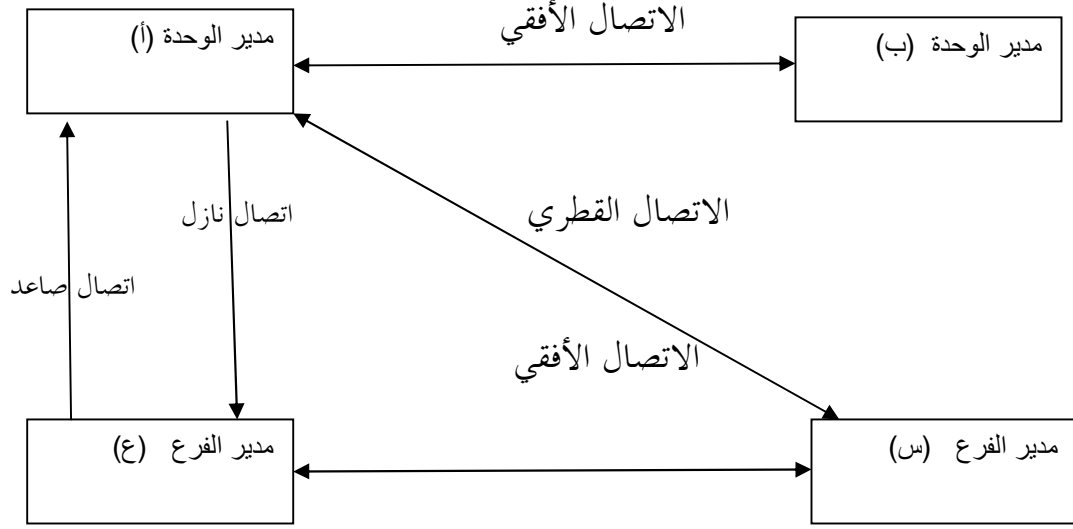 الاتصال الأفقي
مدير الوحدة (أ)
مدير الوحدة (ب)
الاتصال القطري
اتصال نازل
اتصال صاعد
الاتصال الأفقي
مدير الفرع (س)
مدير الفرع (ع)